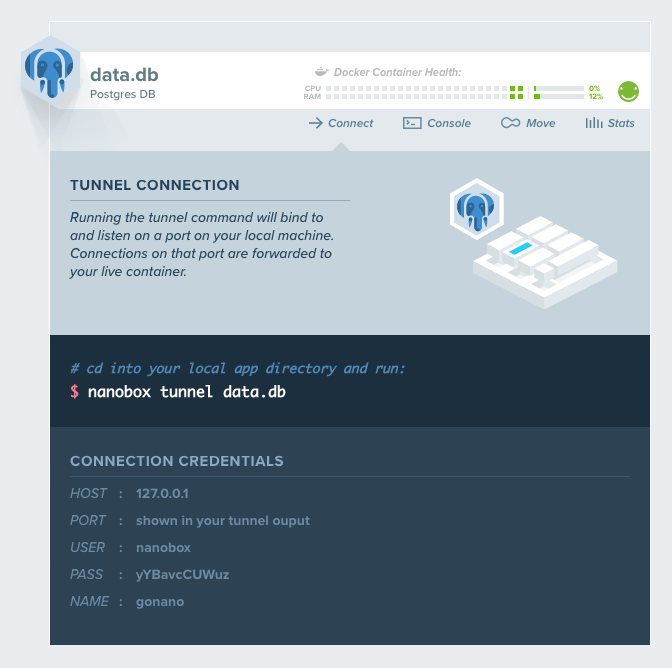 data.db
Postgres DB
Docker Container Health:
CPU 0%
RAM 12%
Connect
Console
Move
Stats
TUNNEL CONNECTION
Running the tunnel command will bind to
and listen on a port on your local machine.
Connections on that port are forwarded to
your live container.
# cd into your local app directory and run:
$ nanobox tunnel data.db
CONNECTION CREDENTIALS
HOST : 127.0.0.1
PORT : shown in your tunnel ouput
USER : nanobox
PASS : yYBavcCUWuz
NAME : gonano